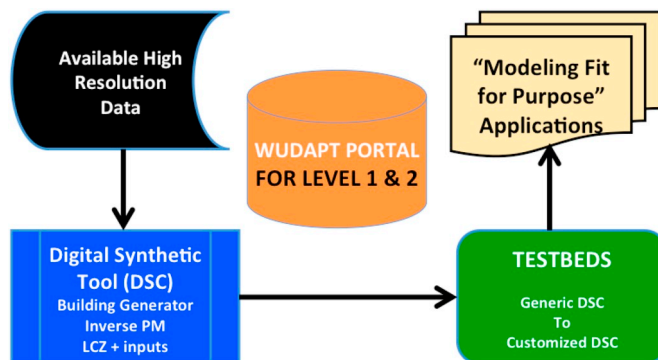 Available High
Resolution
Data
WUDAPT PORTAL
FOR LEVEL 1 & 2
“Modeling Fit
for Purpose”
Applications
Digital Synthetic
Tool (DSC)
Building Generator
Inverse PM
LCZ + inputs
TESTBEDS
Generic DSC
To
Customized DSC